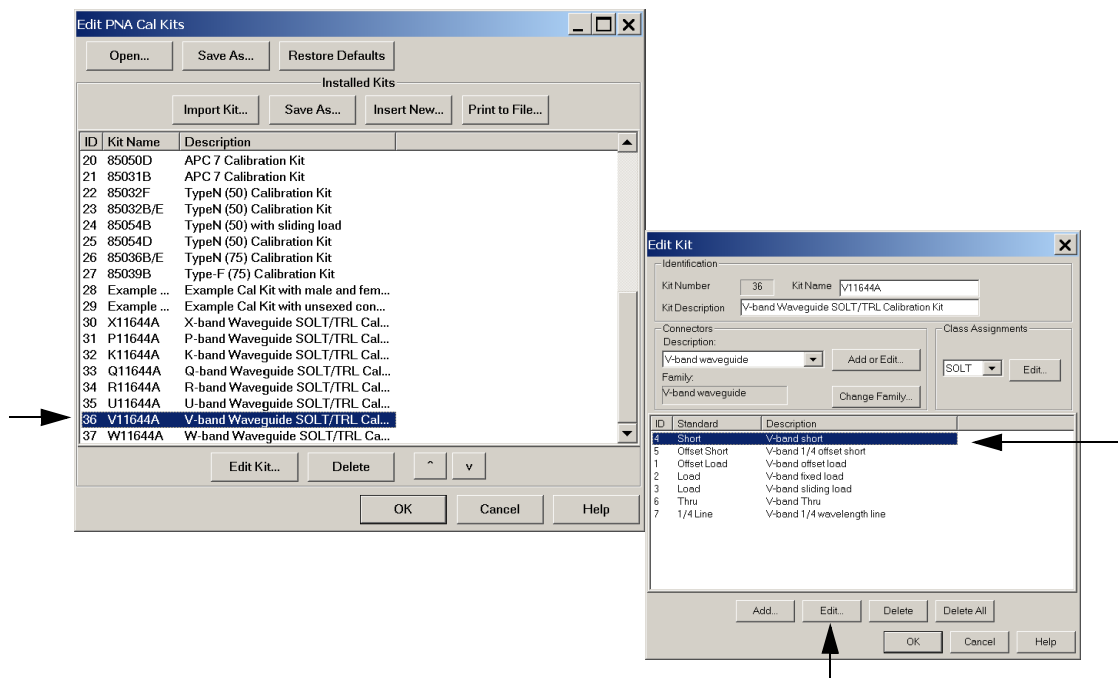 Edit PNA Cal Kits
Open... Save As... Restore Defaults
Installed Kits
Import Kit... Save As... Insert New... Print to File...
ID Kit Name Description
20 85050D APC 7 Calibration Kit
21 85031B APC 7 Calibration Kit
22 85032F TypeN (50) Calibration Kit
23 85032B/E TypeN (50) Calibration Kit
24 85054B TypeN (50) with sliding load
25 85054D TypeN (50) Calibration Kit
26 85036B/E TypeN (75) Calibration Kit
27 85039B Type-F (75) Calibration Kit
28 Example ... Example Cal Kit with male and fem...
29 Example ... Example Cal Kit with unsexed con...
30 X11644A X-band Waveguide SOLT/TRL Cal...
31 P11644A P-band Waveguide SOLT/TRL Cal...
32 K11644A K-band Waveguide SOLT/TRL Cal...
33 Q11644A Q-band Waveguide SOLT/TRL Cal...
34 R11644A R-band Waveguide SOLT/TRL Cal...
35 U11644A U-band Waveguide SOLT/TRL Cal...
36 V11644A V-band Waveguide SOLT/TRL Cal...
37 W11644A W-band Waveguide SOLT/TRL Ca...
Edit Kit... Delete ^ v
OK Cancel Help
Edit Kit
Identification
Kit Number 36 Kit Name V11644A
Kit Description V-band Waveguide SOLT/TRL Calibration Kit
Connectors
Description:
V-band waveguide Add or Edit...
Family:
V-band waveguide Change Family...
Class Assignments
SOLT Edit...
ID Standard Description
4 Short V-band short
5 Offset Short V-band 1/4 offset short
1 Offset Load V-band offset load
2 Load V-band fixed load
3 Load V-band sliding load
6 Thru V-band Thru
7 1/4 Line V-band 1/4 wavelength line
Add... Edit... Delete Delete All
OK Cancel Help